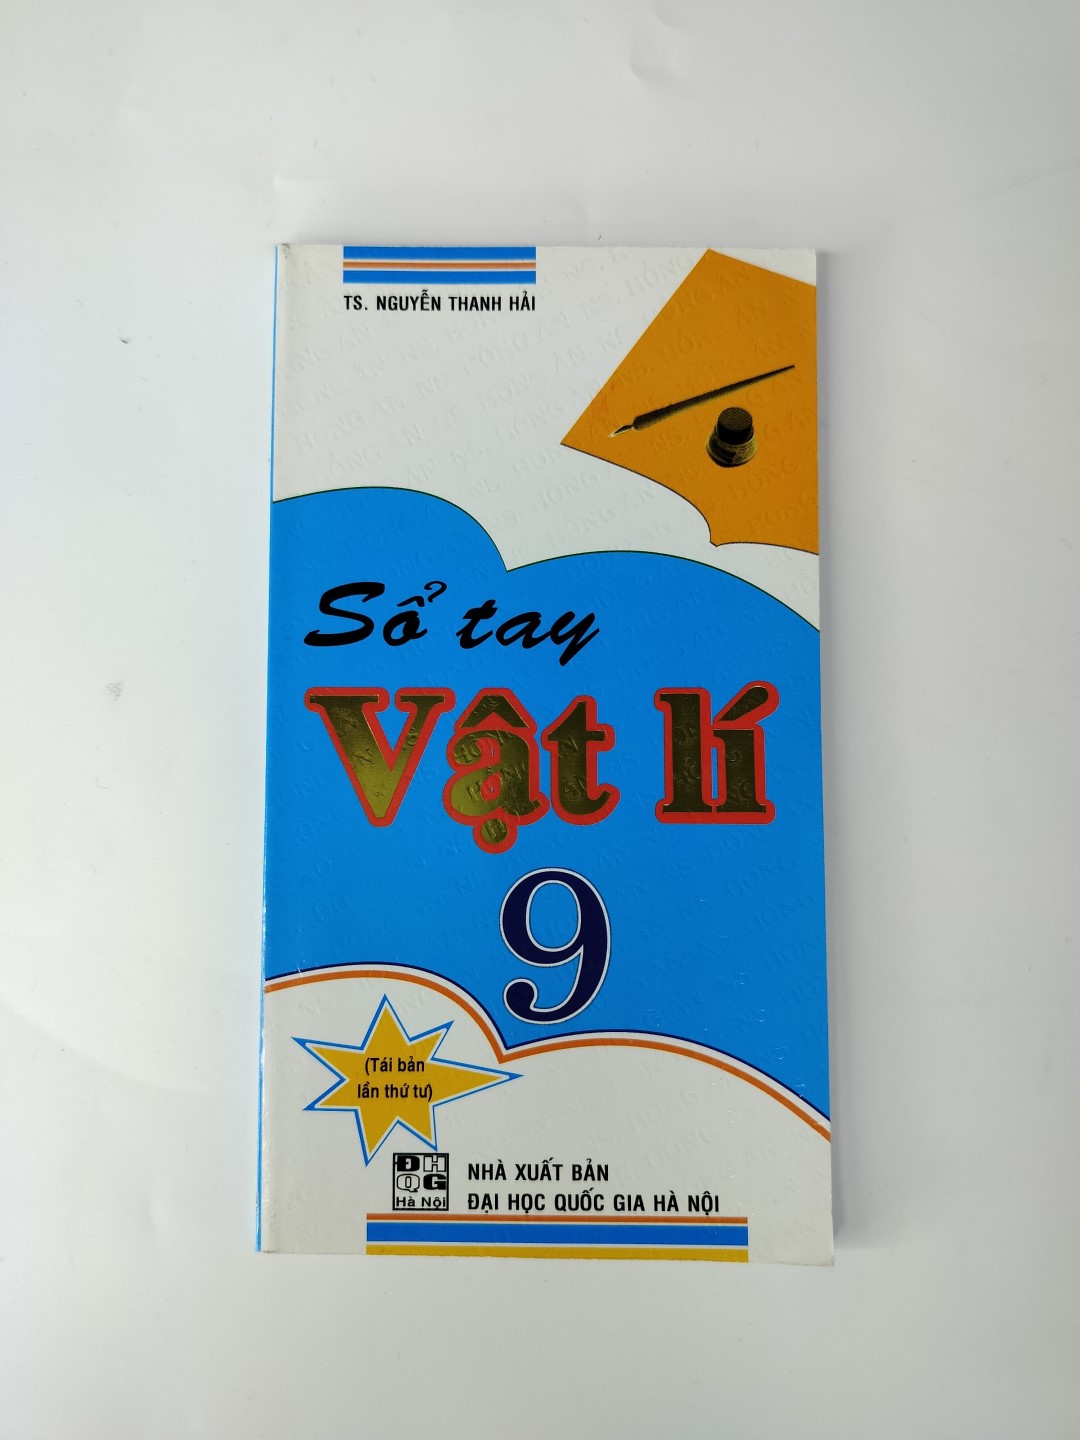 TS. NGUYỄN THANH HẢI
Sổ tay
Vật lí
9
(Tái bản
lần thứ tư)
ĐH
QG
Hà Nội
NHÀ XUẤT BẢN
ĐẠI HỌC QUỐC GIA HÀ NỘI